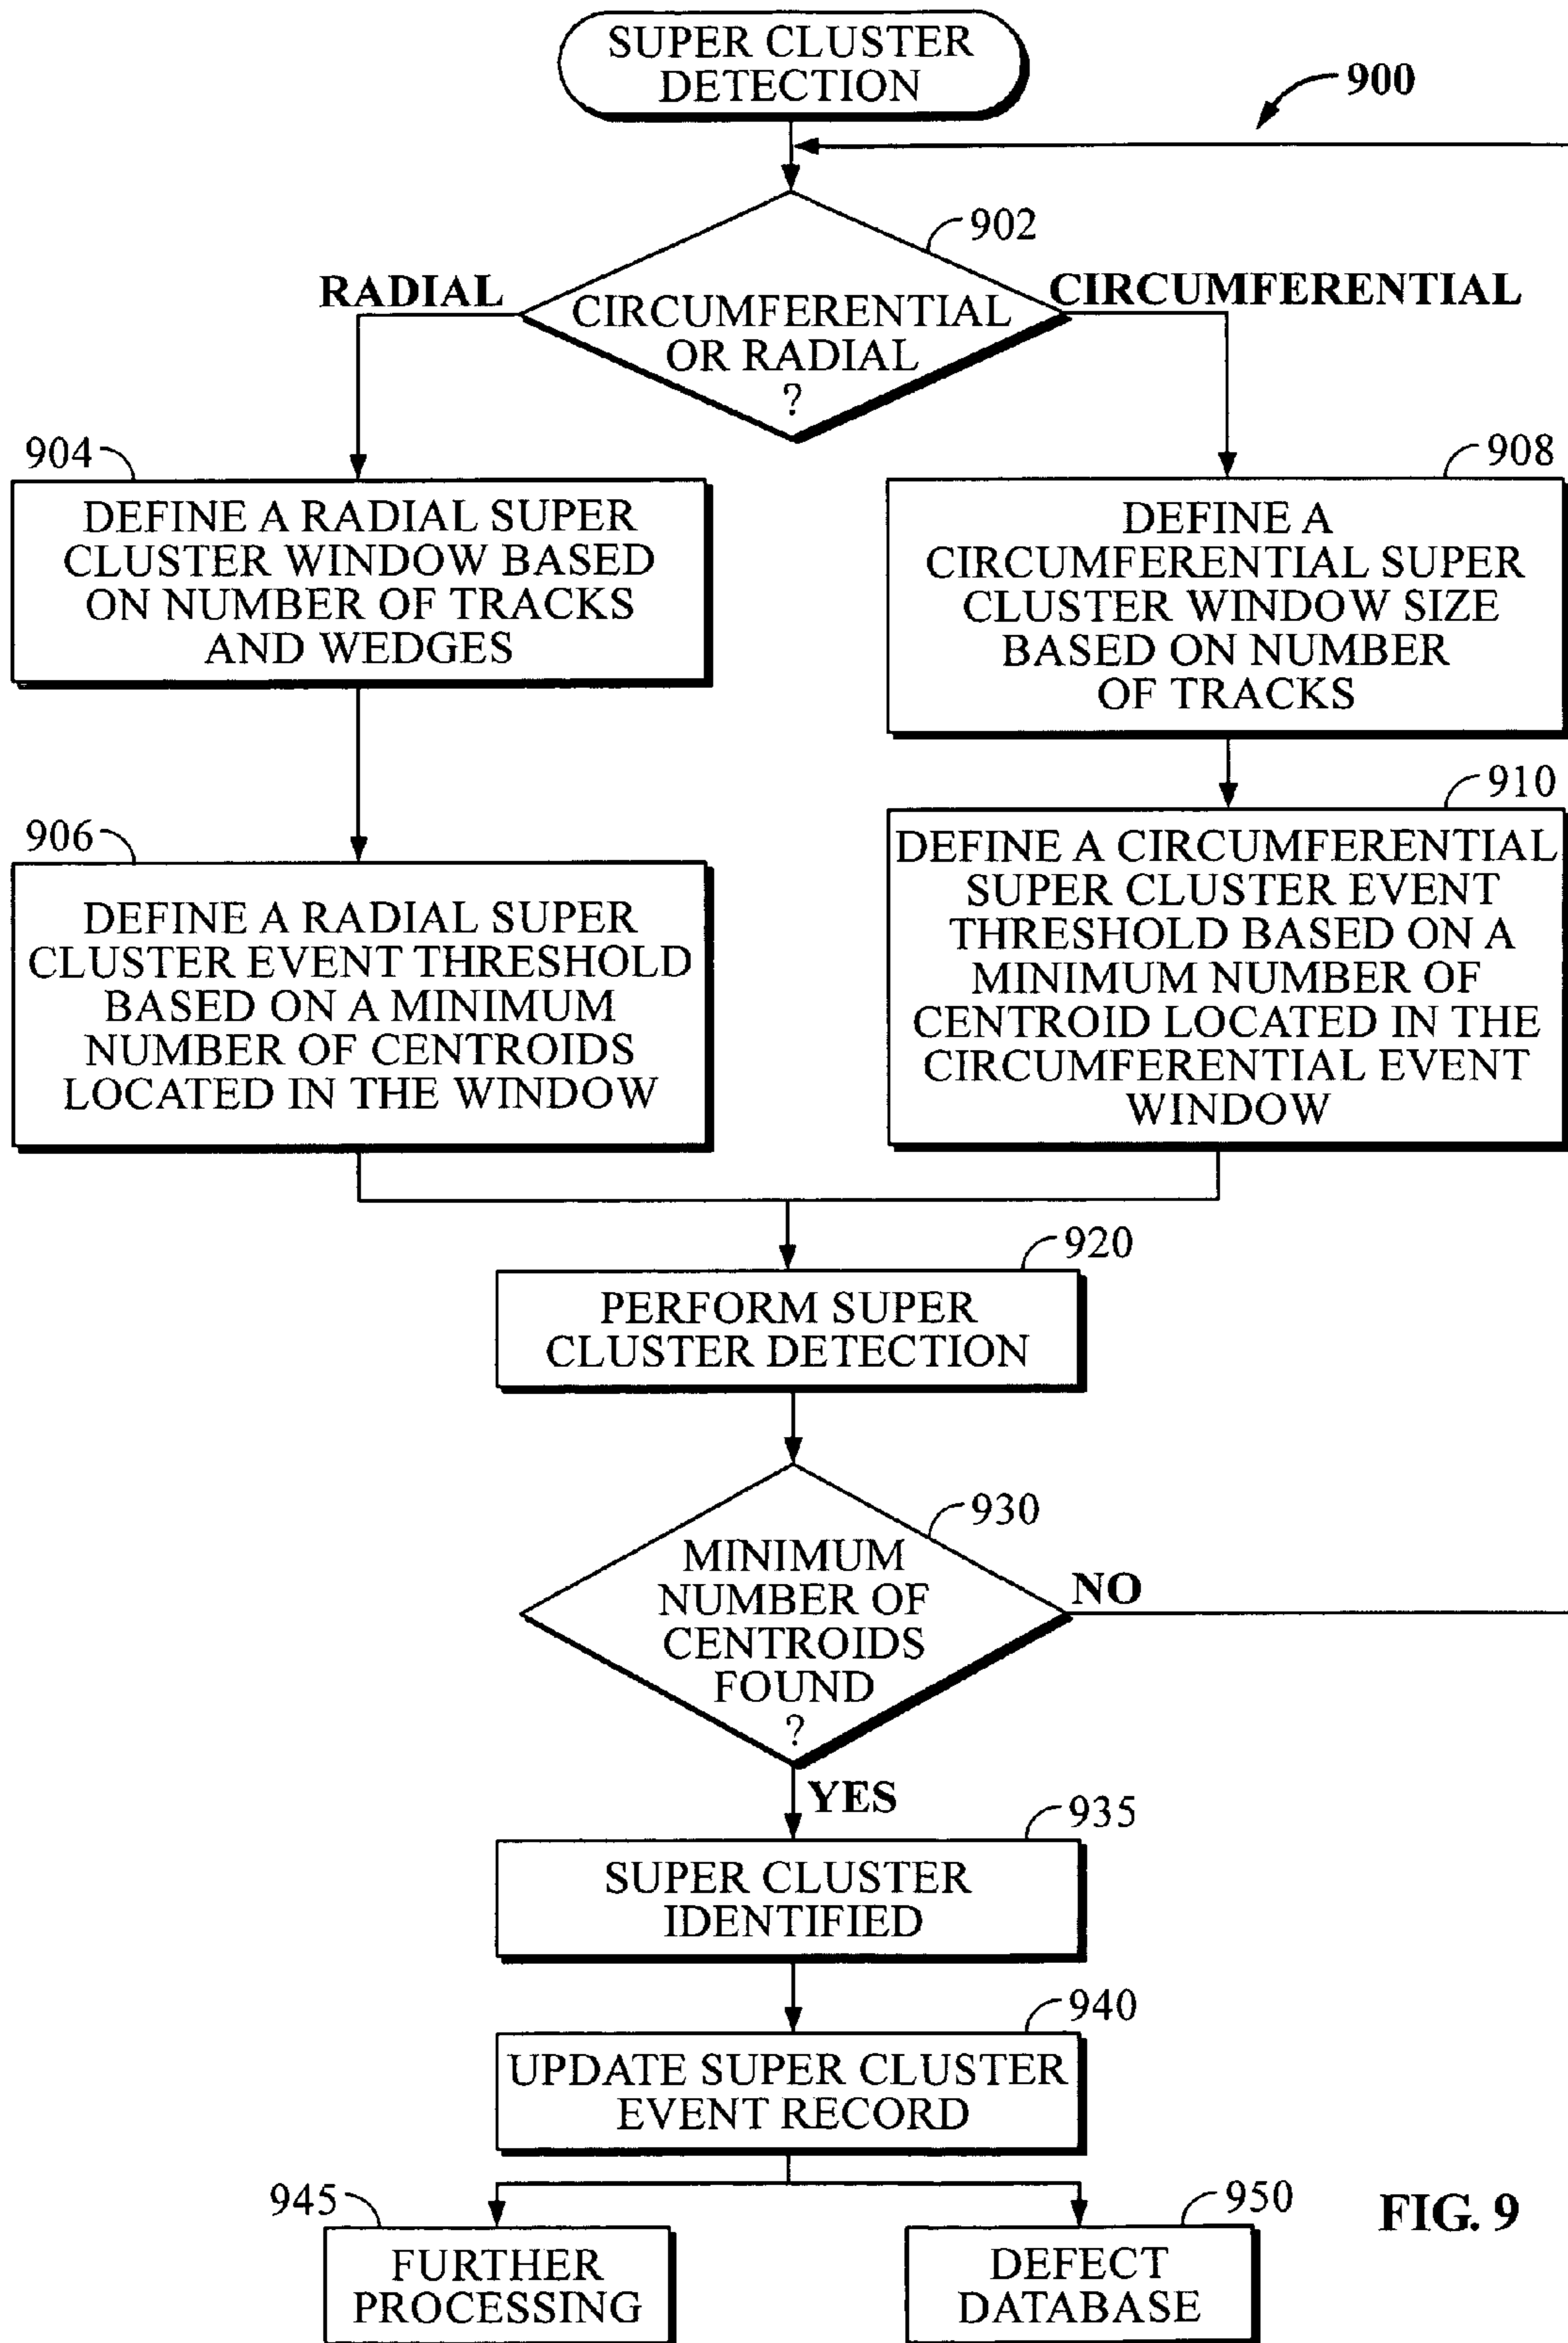 SUPER CLUSTER
DETECTION
900
902
RADIAL
CIRCUMFERENTIAL
CIRCUMFERENTIAL
OR RADIAL
?
904
DEFINE A RADIAL SUPER
CLUSTER WINDOW BASED
ON NUMBER OF TRACKS
AND WEDGES
908
DEFINE A
CIRCUMFERENTIAL SUPER
CLUSTER WINDOW SIZE
BASED ON NUMBER
OF TRACKS
906
DEFINE A RADIAL SUPER
CLUSTER EVENT THRESHOLD
BASED ON A MINIMUM
NUMBER OF CENTROIDS
LOCATED IN THE WINDOW
910
DEFINE A CIRCUMFERENTIAL
SUPER CLUSTER EVENT
THRESHOLD BASED ON A
MINIMUM NUMBER OF
CENTROID LOCATED IN THE
CIRCUMFERENTIAL EVENT
WINDOW
920
PERFORM SUPER
CLUSTER DETECTION
930
MINIMUM
NUMBER OF
CENTROIDS
FOUND
?
NO
YES
935
SUPER CLUSTER
IDENTIFIED
940
UPDATE SUPER CLUSTER
EVENT RECORD
945
FURTHER
PROCESSING
950
DEFECT
DATABASE
FIG. 9